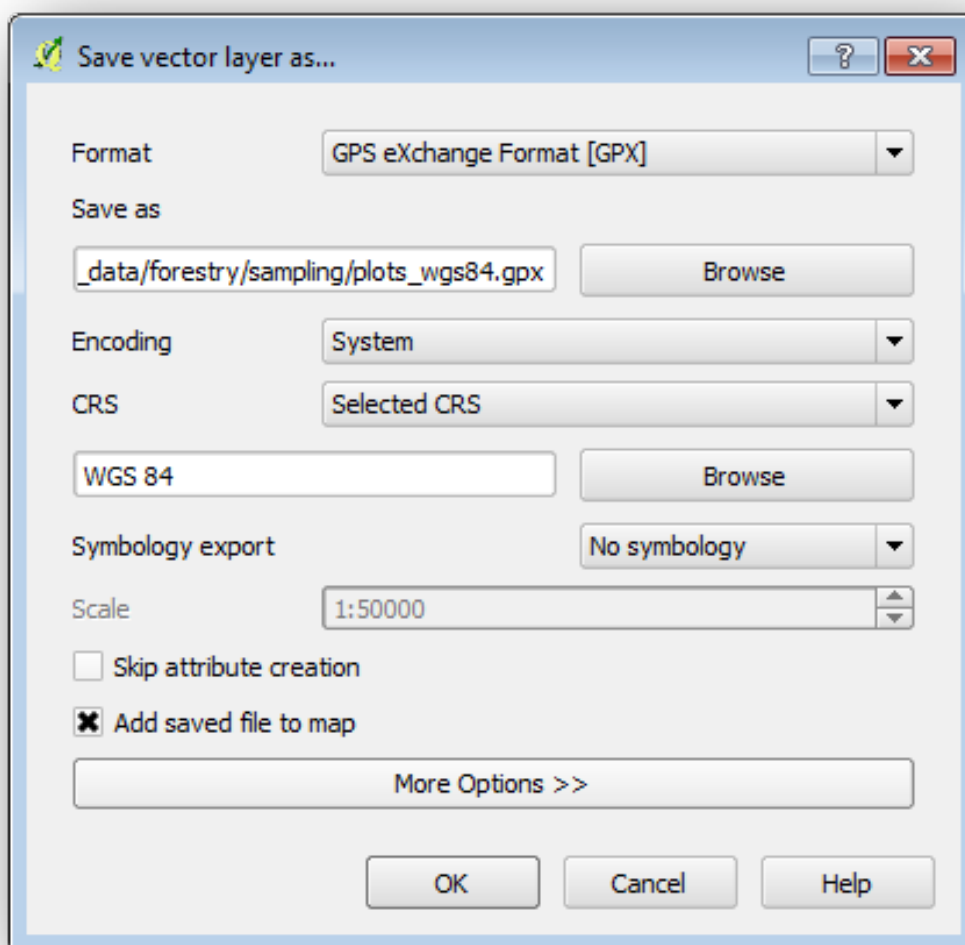 Save vector layer as...
Format GPS eXchange Format [GPX]
Save as
_data/forestry/sampling/plots_wgs84.gpx Browse
Encoding System
CRS Selected CRS
WGS 84 Browse
Symbology export No symbology
Scale 1:50000
Skip attribute creation
Add saved file to map
More Options >>
OK Cancel Help